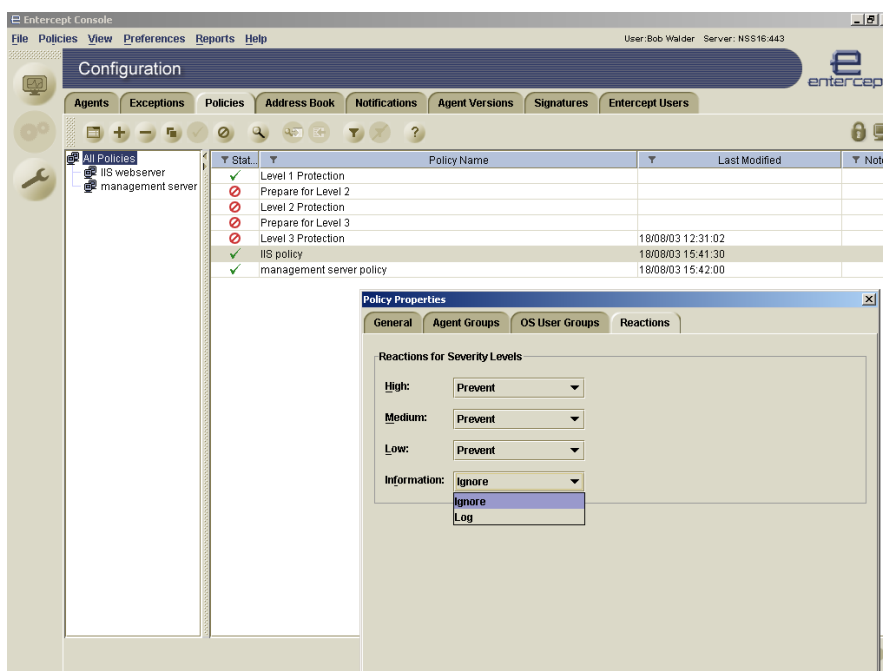 Entercept Console
File Policies View Preferences Reports Help User:Bob Walder Server: NSS16:443
Configuration
entercep
Agents Exceptions Policies Address Book Notifications Agent Versions Signatures Entercept Users
All Policies
IIS webserver
management server
Stat... Policy Name Last Modified Note
Level 1 Protection
Prepare for Level 2
Level 2 Protection
Prepare for Level 3
Level 3 Protection 18/08/03 12:31:02
IIS policy 18/08/03 15:41:30
management server policy 18/08/03 15:42:00
Policy Properties
General Agent Groups OS User Groups Reactions
Reactions for Severity Levels
High: Prevent
Medium: Prevent
Low: Prevent
Information: Ignore
Ignore
Log